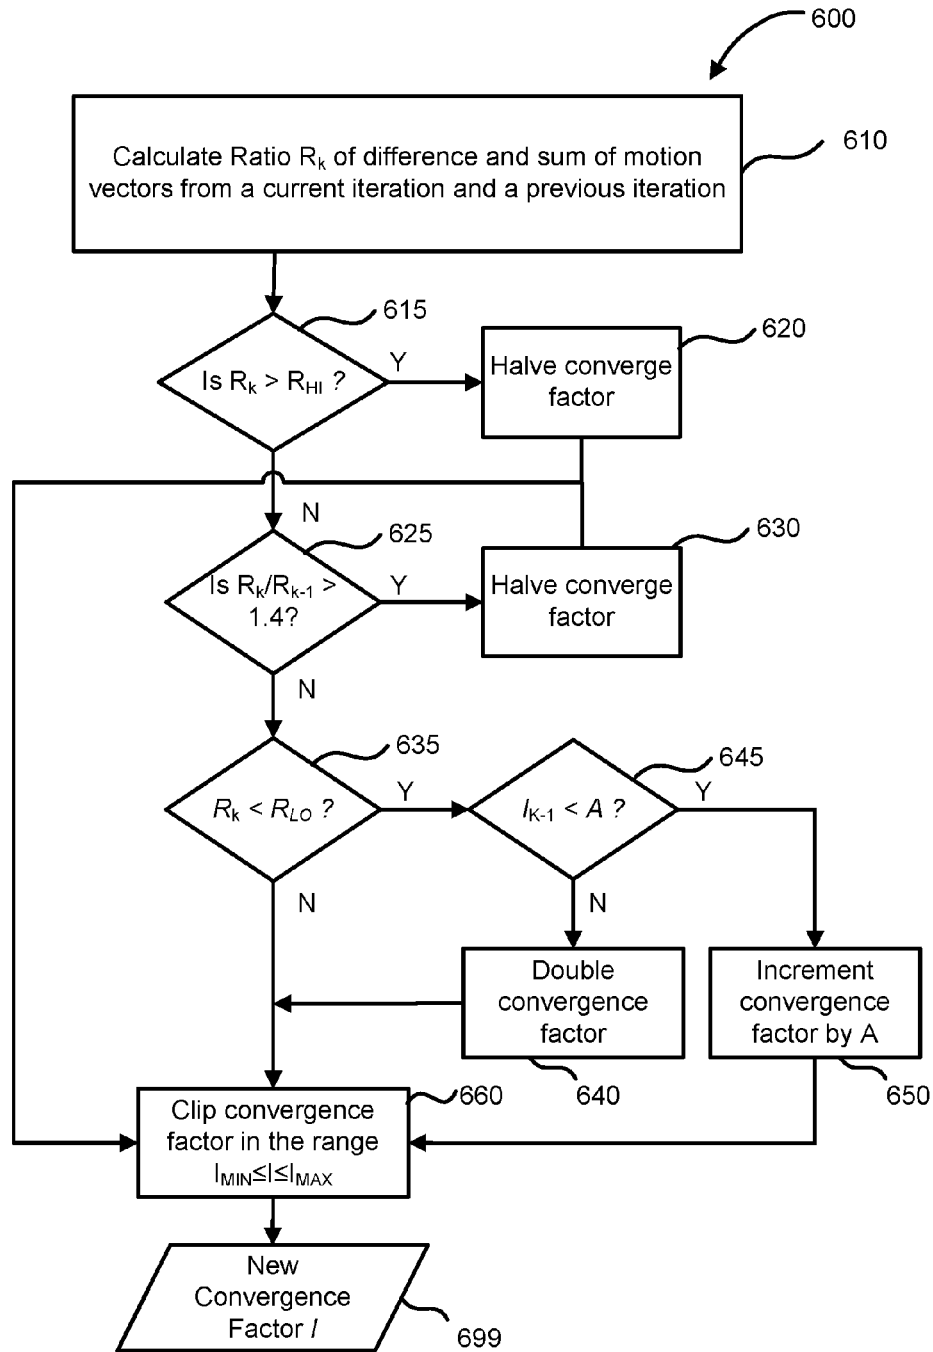 600
Calculate Ratio Rk of difference and sum of motion
vectors from a current iteration and a previous iteration
610
615
Is Rk > RHI ?
Y
Halve converge
factor
620
N
625
Is Rk/Rk-1 >
1.4?
Y
Halve converge
factor
630
N
635
Rk < RLO ?
Y
IK-1 < A ?
645
Y
N
N
Double
convergence
factor
640
Increment
convergence
factor by A
650
Clip convergence
factor in the range
IMIN≤I≤IMAX
660
New
Convergence
Factor I
699